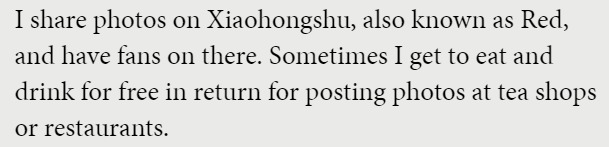 I share photos on Xiaohongshu, also known as Red,
and have fans on there. Sometimes I get to eat and
drink for free in return for posting photos at tea shops
or restaurants.